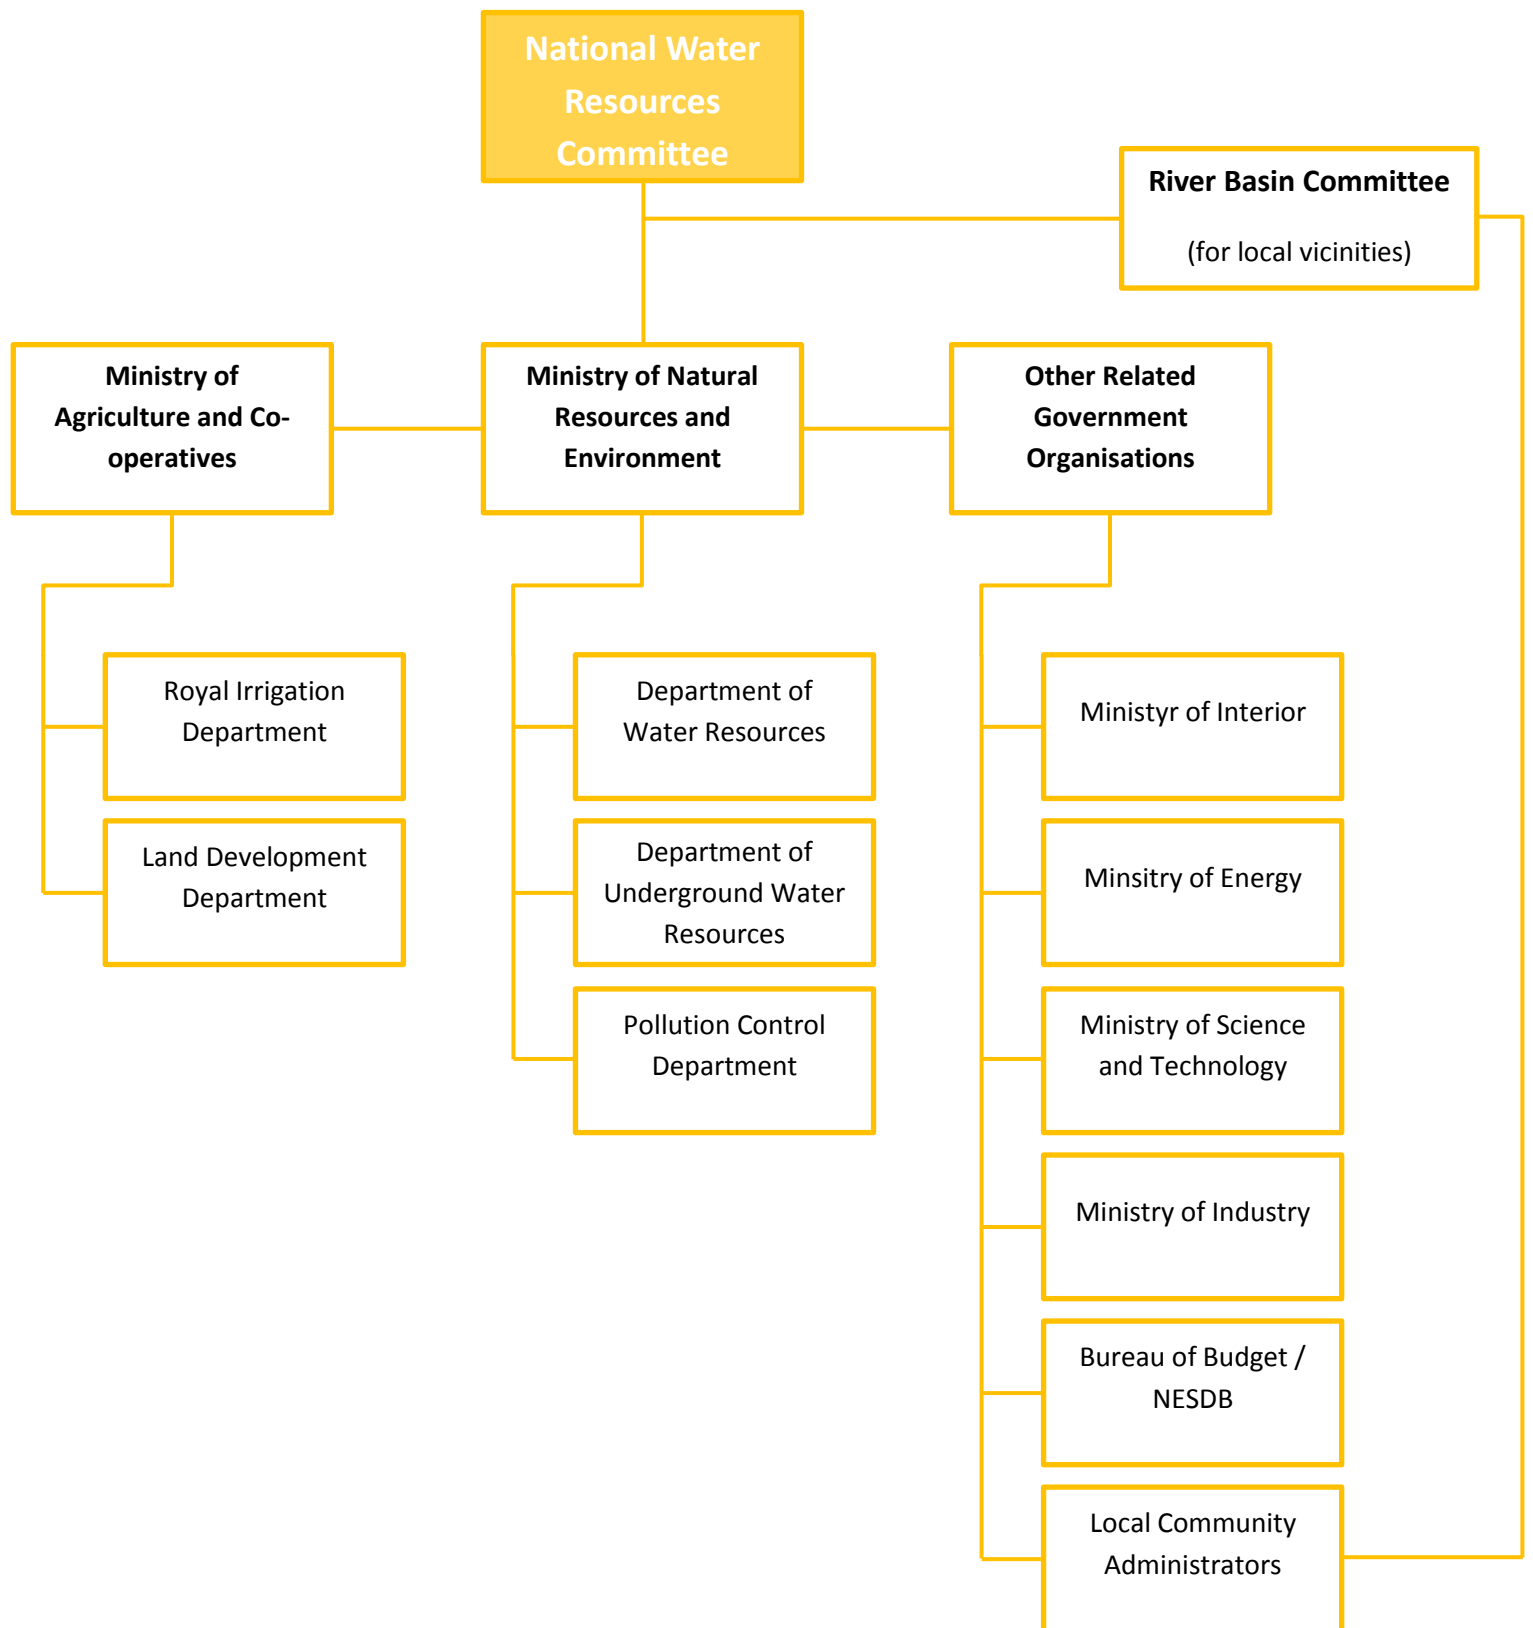 National Water
Resources
Committee
River Basin Committee
(for local vicinities)
Ministry of
Agriculture and Co-
operatives
Ministry of Natural
Resources and
Environment
Other Related
Government
Organisations
Royal Irrigation
Department
Land Development
Department
Department of
Water Resources
Department of
Underground Water
Resources
Pollution Control
Department
Ministyr of Interior
Minsitry of Energy
Ministry of Science
and Technology
Ministry of Industry
Bureau of Budget /
NESDB
Local Community
Administrators